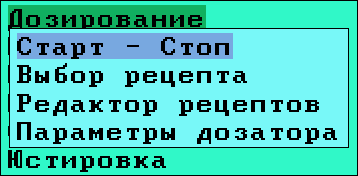 Дозирование
Старт - Стоп
Выбор рецепта
Редактор рецептов
Параметры дозатора
Юстировка